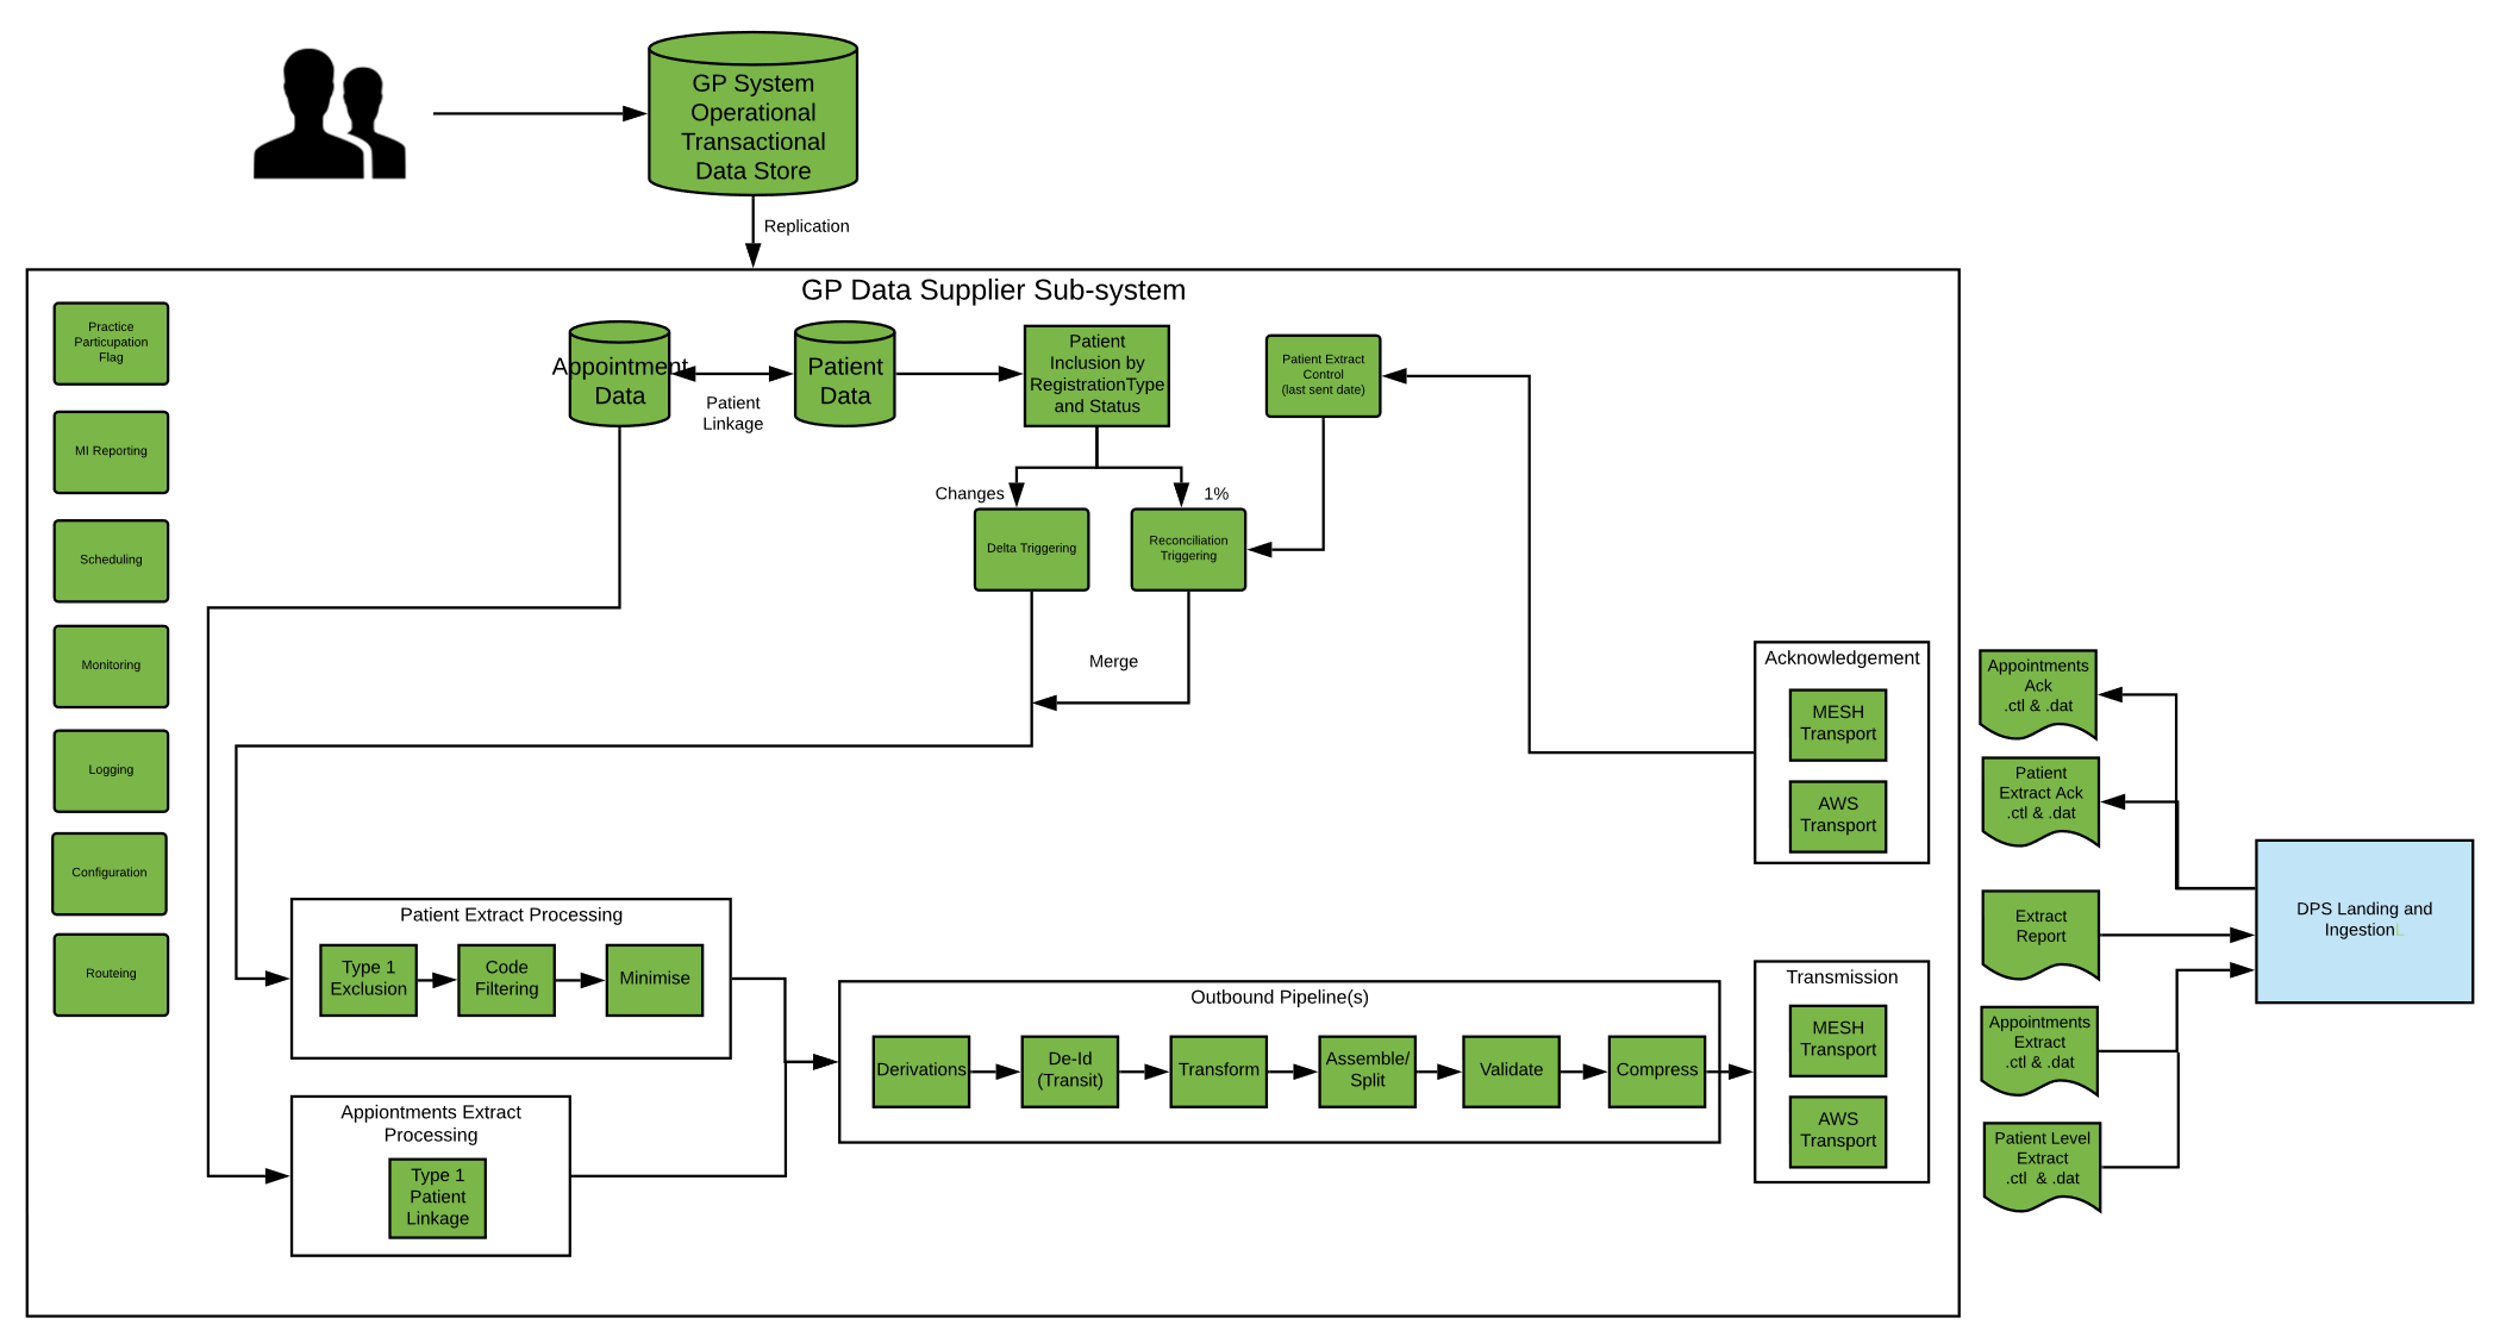 GP System
Operational
Transactional
Data Store
Replication
GP Data Supplier Sub-system
Practice
Particupation
Flag
MI Reporting
Scheduling
Monitoring
Logging
Configuration
Routeing
Appointment
Data
Patient
Linkage
Patient
Data
Patient
Inclusion by
RegistrationType
and Status
Patient Extract
Control
(last sent date)
Changes
1%
Delta Triggering
Reconciliation
Triggering
Merge
Acknowledgement
MESH
Transport
AWS
Transport
Patient Extract Processing
Type 1
Exclusion
Code
Filtering
Minimise
Appiontments Extract
Processing
Type 1
Patient
Linkage
Outbound Pipeline(s)
Derivations
De-Id
(Transit)
Transform
Assemble/
Split
Validate
Compress
Transmission
MESH
Transport
AWS
Transport
Appointments
Ack
.ctl & .dat
Patient
Extract Ack
.ctl & .dat
Extract
Report
Appointments
Extract
.ctl & .dat
Patient Level
Extract
.ctl  & .dat
DPS Landing and
IngestionL